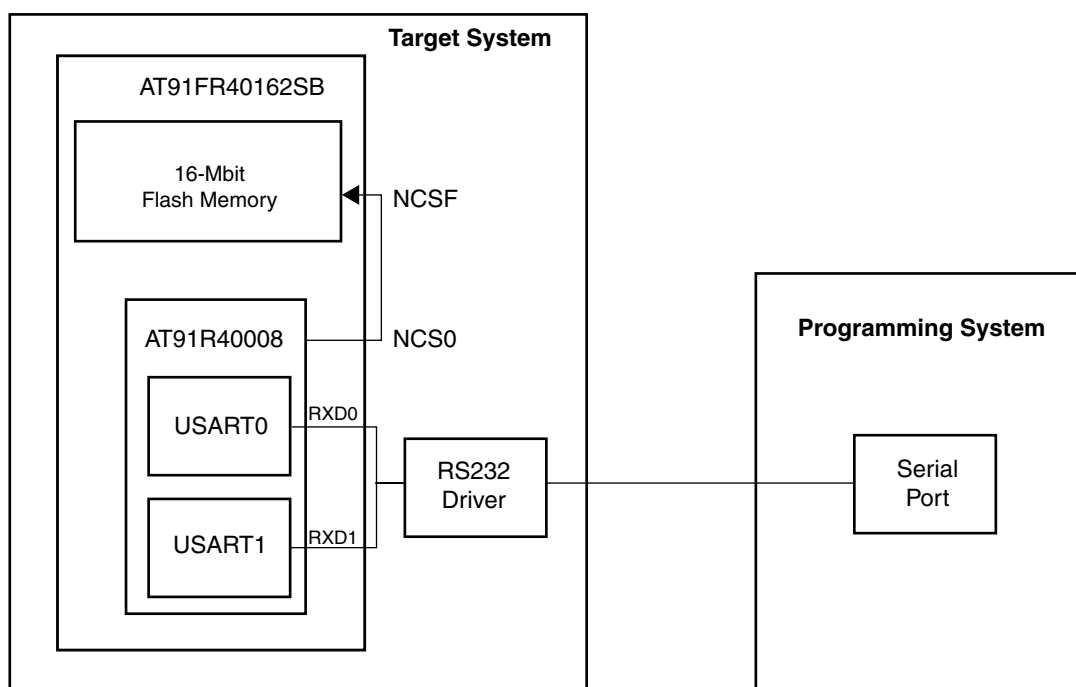 Target System
AT91FR40162SB
16-Mbit
Flash Memory
NCSF
AT91R40008
NCS0
USART0
RXD0
USART1
RXD1
RS232
Driver
Programming System
Serial
Port